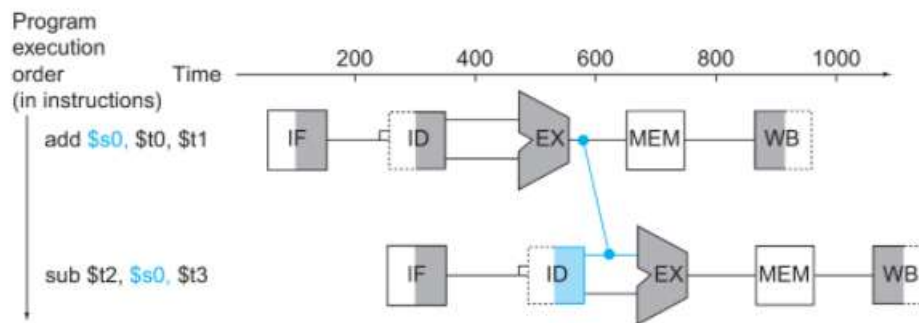 Program
execution
order
(in instructions)
Time
200 400 600 800 1000
add $s0, $t0, $t1
IF ID EX MEM WB
sub $t2, $s0, $t3
IF ID EX MEM WB